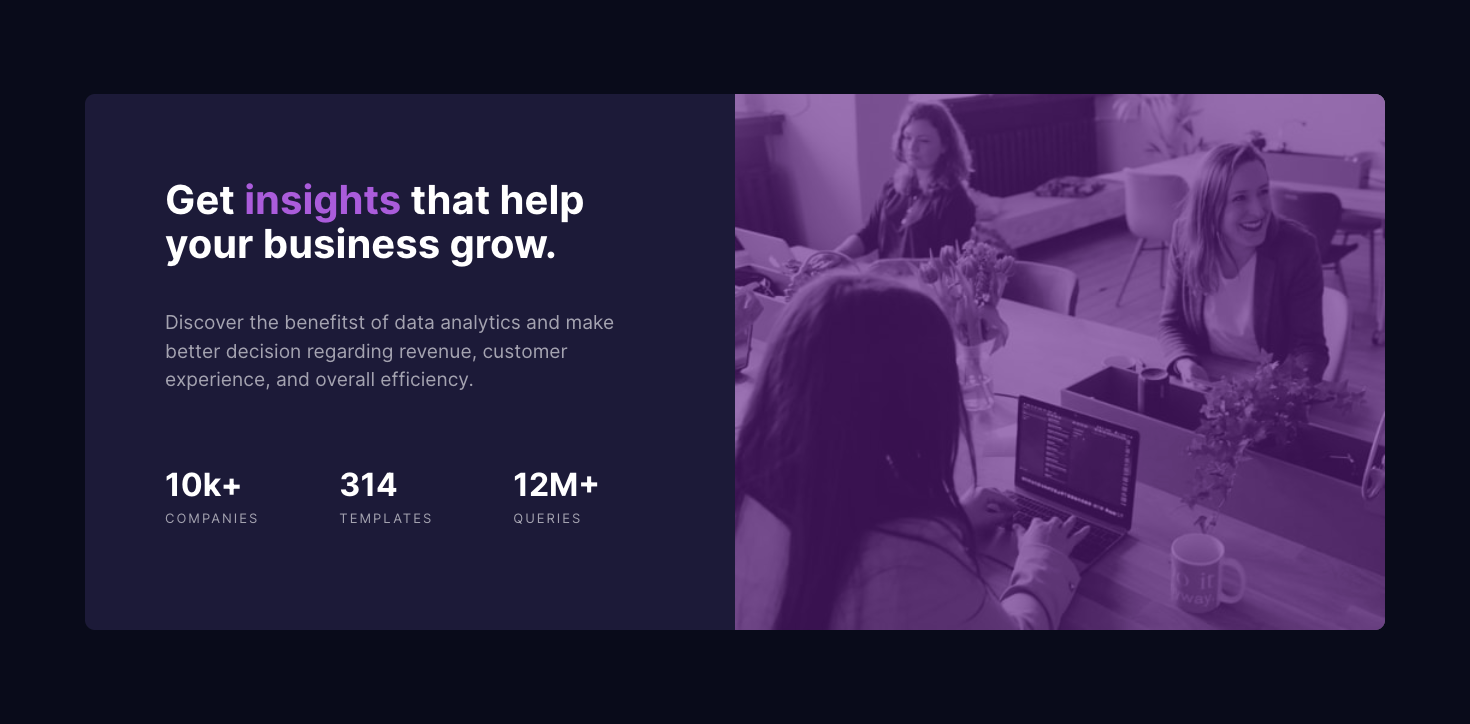 Get insights that help
your business grow.
Discover the benefitst of data analytics and make
better decision regarding revenue, customer
experience, and overall efficiency.
10k+
COMPANIES
314
TEMPLATES
12M+
QUERIES